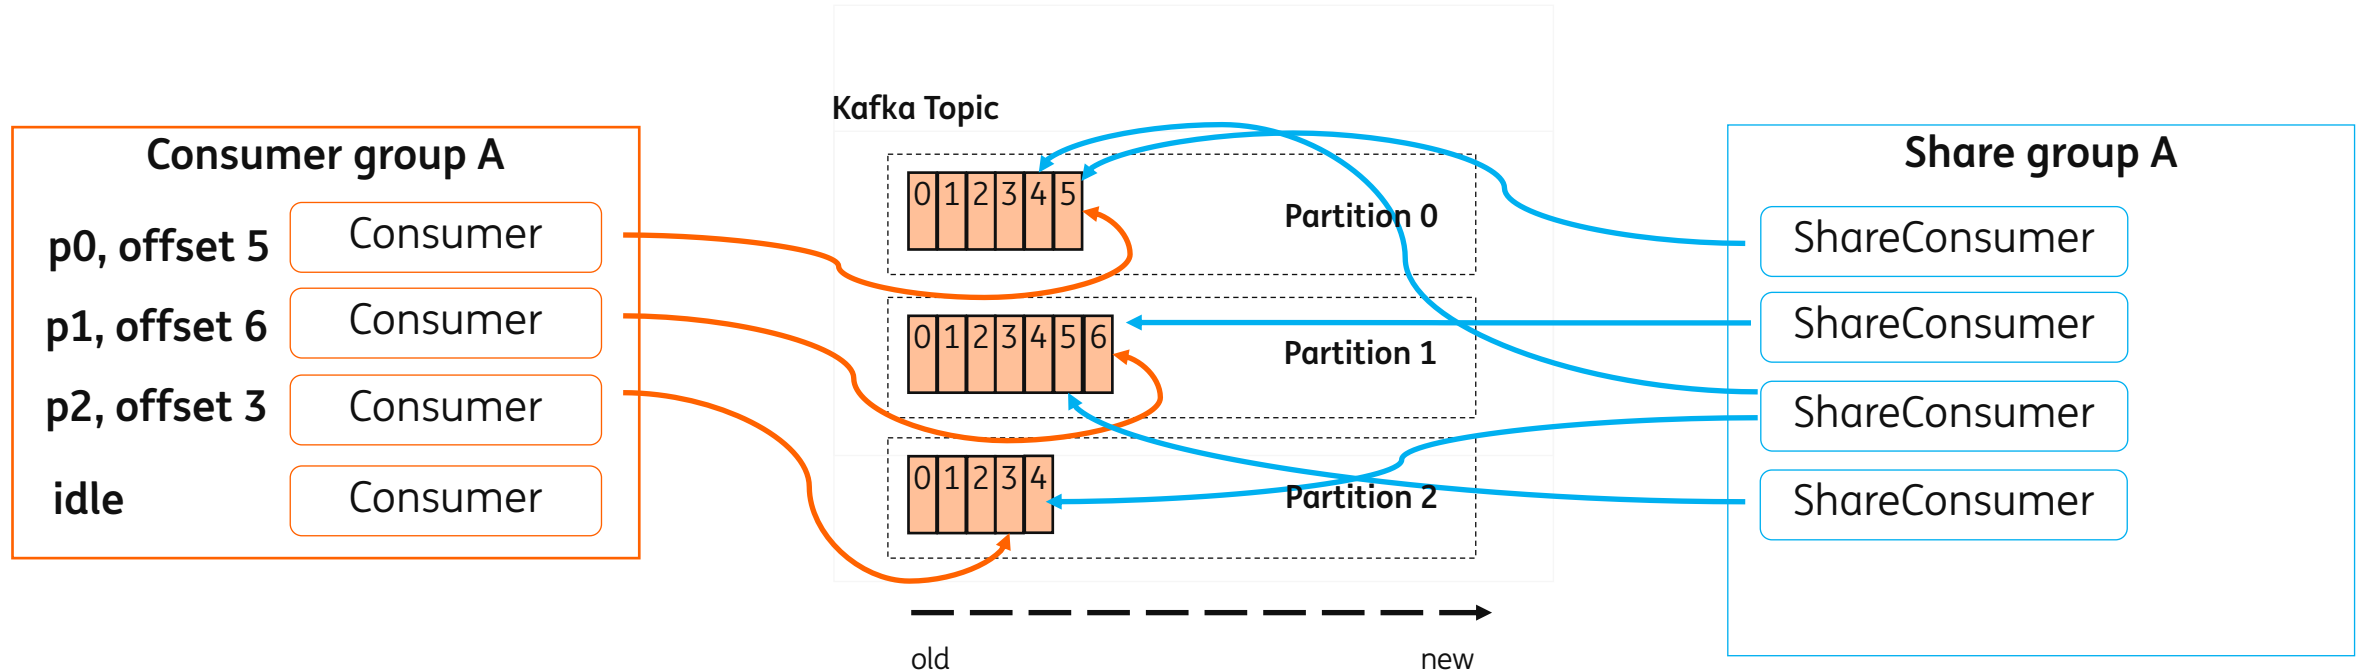 Kafka Topic
Consumer group A
p0, offset 5
Consumer
p1, offset 6
Consumer
p2, offset 3
Consumer
idle
Consumer
0 1 2 3 4 5
Partition 0
0 1 2 3 4 5 6
Partition 1
0 1 2 3 4
Partition 2
old
new
Share group A
ShareConsumer
ShareConsumer
ShareConsumer
ShareConsumer